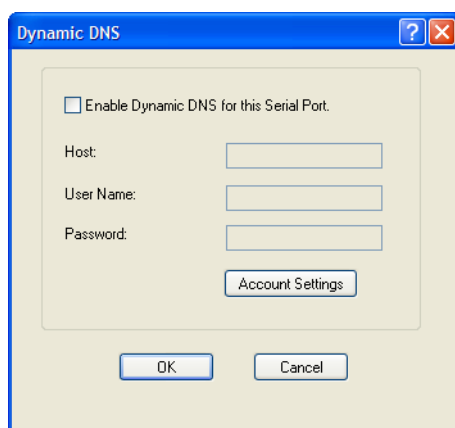 Dynamic DNS
Enable Dynamic DNS for this Serial Port.
Host:
User Name:
Password:
Account Settings
OK
Cancel